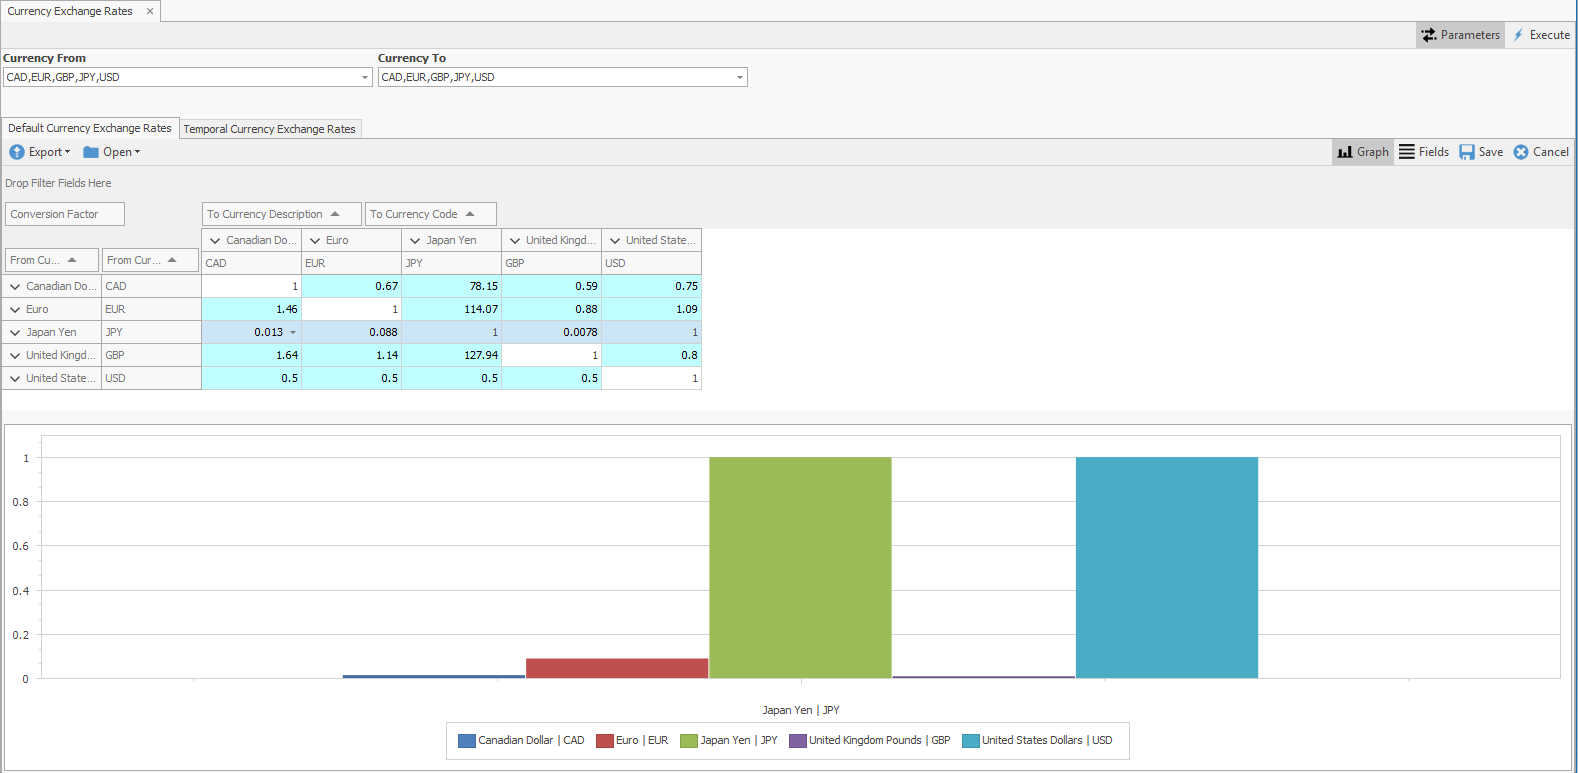 Currency Exchange Rates
Parameters Execute
Currency From Currency To
CAD,EUR,GBP,JPY,USD CAD,EUR,GBP,JPY,USD
Default Currency Exchange Rates Temporal Currency Exchange Rates
Export Open Graph Fields Save Cancel
Drop Filter Fields Here
Conversion Factor To Currency Description To Currency Code
Canadian Do... Euro Japan Yen United Kingd... United State...
From Cu... From Cur... CAD EUR JPY GBP USD
Canadian Do... CAD 1 0.67 78.15 0.59 0.75
Euro EUR 1.46 1 114.07 0.88 1.09
Japan Yen JPY 0.013 0.088 1 0.0078 1
United Kingd... GBP 1.64 1.14 127.94 1 0.8
United State... USD 0.5 0.5 0.5 0.5 1
1
0.8
0.6
0.4
0.2
0
Japan Yen | JPY
Canadian Dollar | CAD Euro | EUR Japan Yen | JPY United Kingdom Pounds | GBP United States Dollars | USD